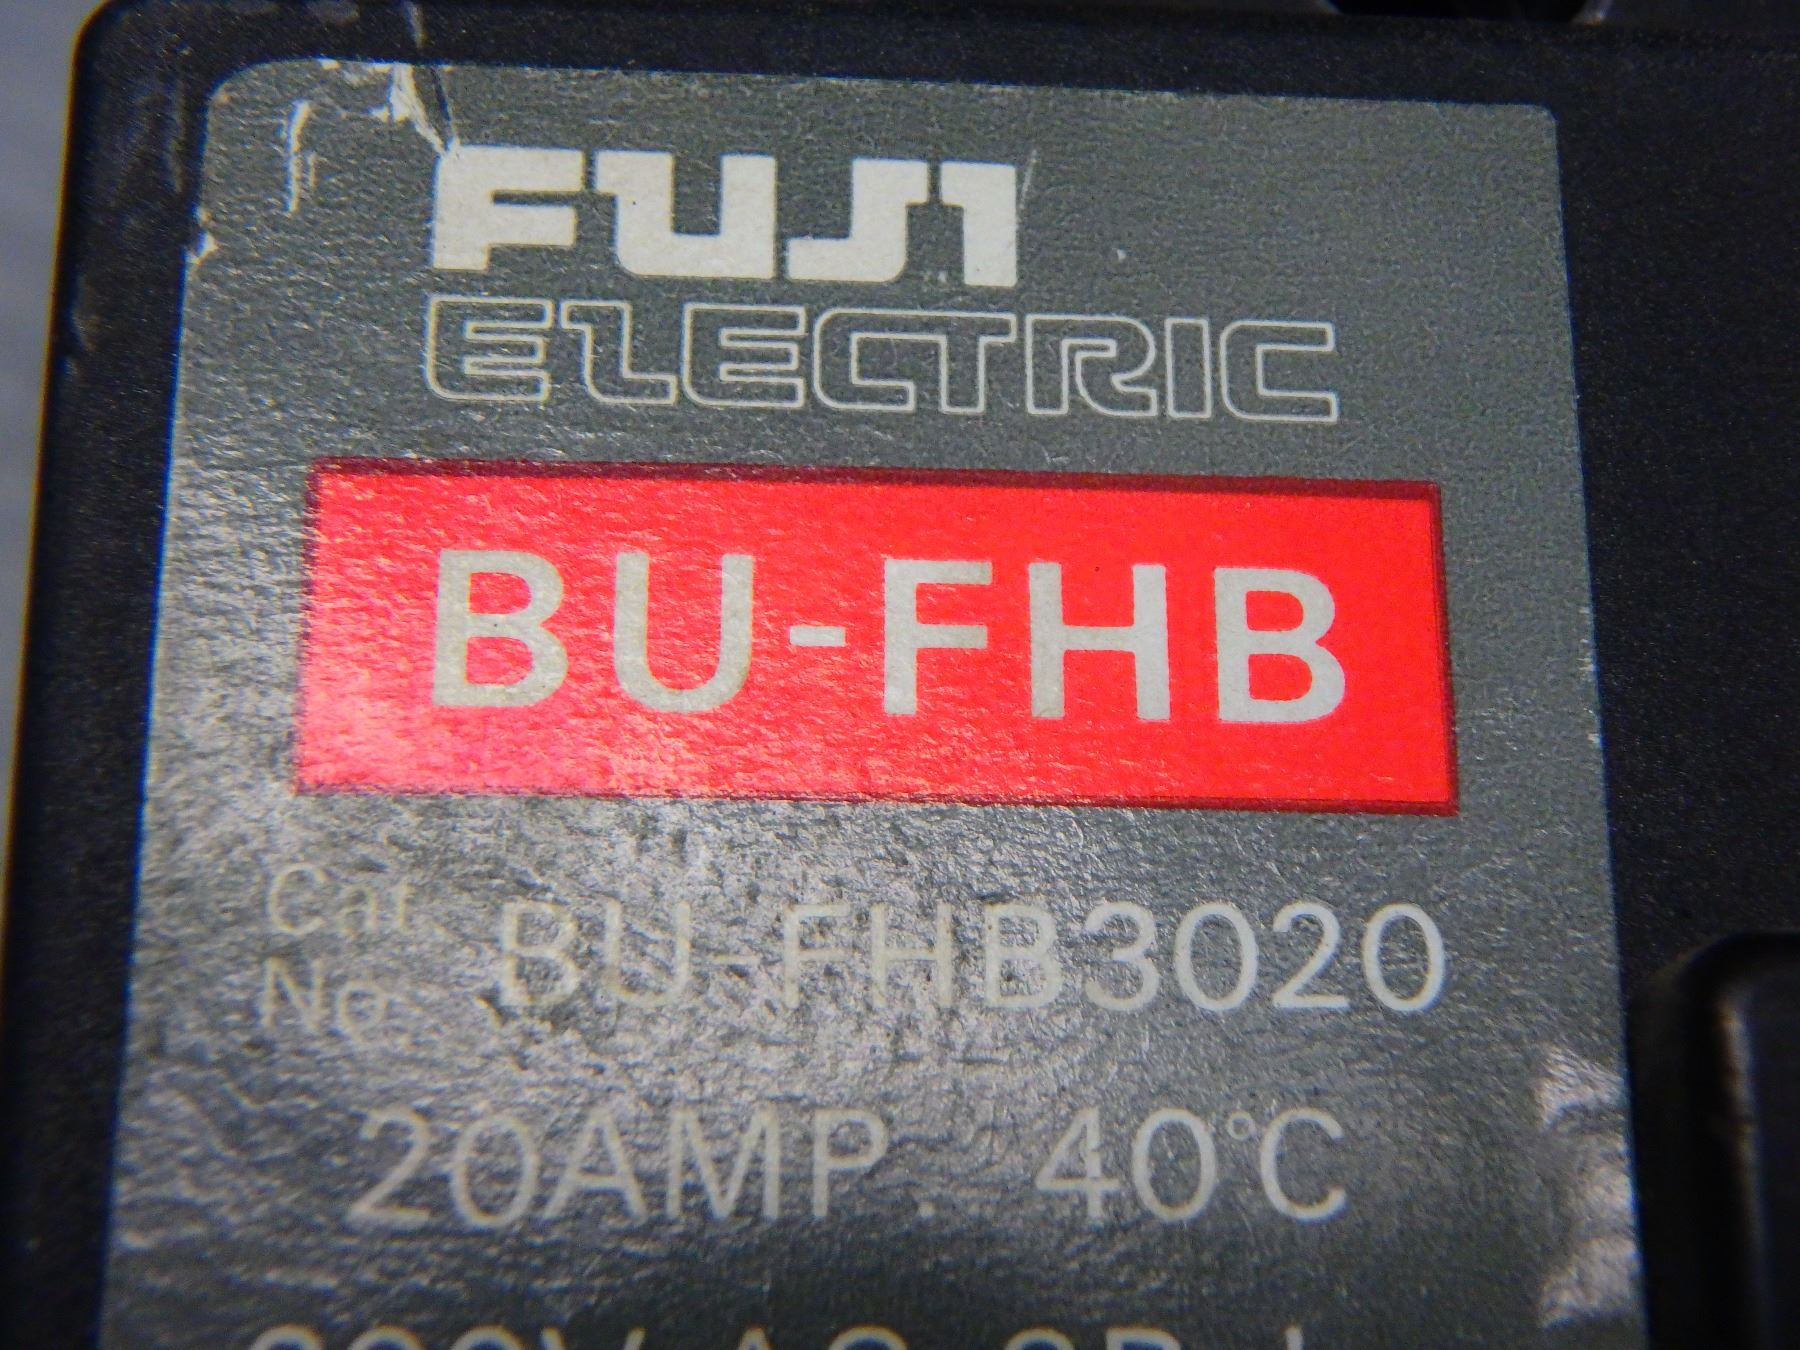 FUJI
ELECTRIC
BU-FHB
Cat.
No.
BU-FHB3020
20AMP. 40°C